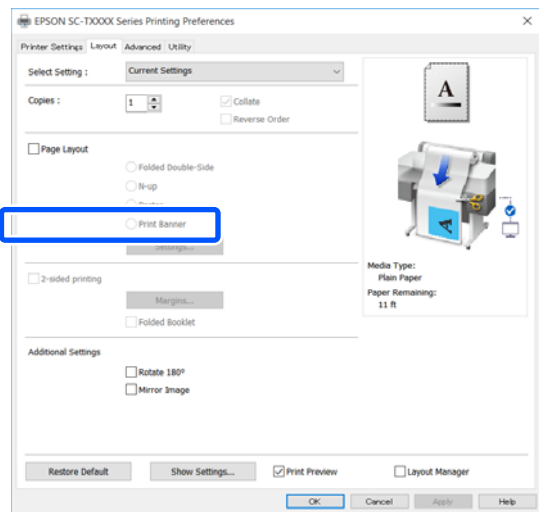 EPSON SC-TXXXX Series Printing Preferences
Printer Settings Layout Advanced Utility
Select Setting : Current Settings
Copies : 1 Collate
Reverse Order
Page Layout
Folded Double-Side
N-up
Print Banner
Settings...
2-sided printing
Margins...
Folded Booklet
Additional Settings
Rotate 180°
Mirror Image
A
A
Media Type:
Plain Paper
Paper Remaining:
11 ft
Restore Default Show Settings... Print Preview Layout Manager
OK Cancel Apply Help